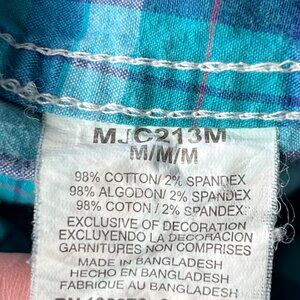 MJC213M
M/M/M
98% COTTON/ 2% SPANDEX
98% ALGODON/ 2% SPANDEX
98% COTON / 2% SPANDEX
EXCLUSIVE OF DECORATION
EXCLUYENDO LA DECORACION
GARNITURES NON COMPRISES
MADE IN BANGLADESH
HECHO EN BANGLADESH
FABRIQUE AU BANGLADESH